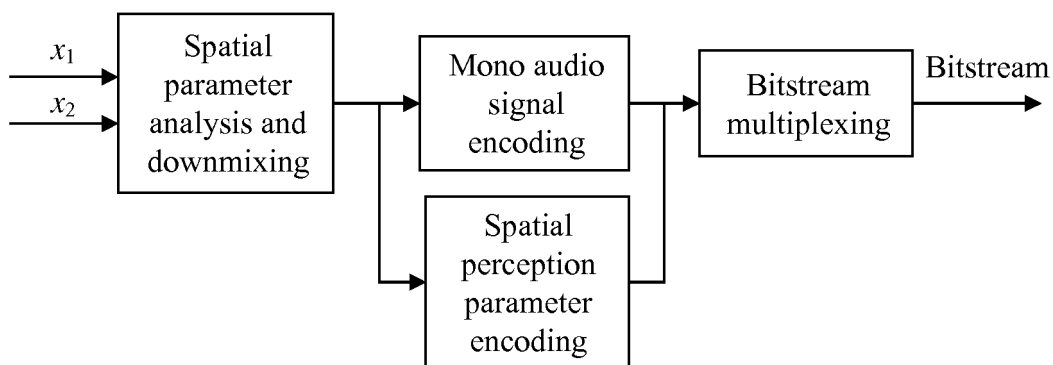 x1
x2
Spatial
parameter
analysis and
downmixing
Mono audio
signal
encoding
Spatial
perception
parameter
encoding
Bitstream
multiplexing
Bitstream